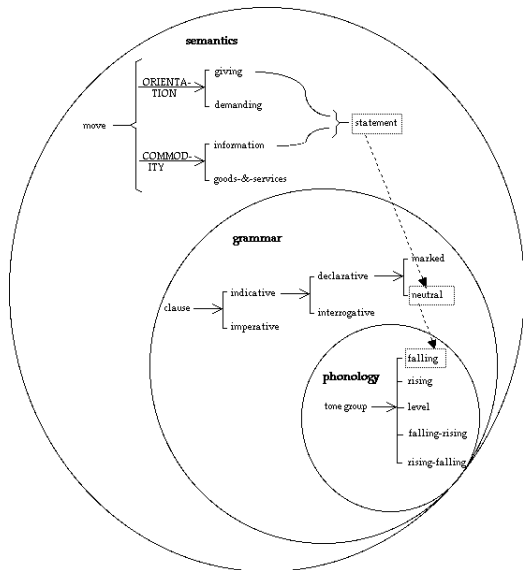 semantics
giving
ORIENTA-
TION
demanding
move
statement
information
COMMOD-
ITY
goods-&-services
grammar
marked
declarative
neutral
indicative
clause
interrogative
imperative
falling
phonology
rising
tone group
level
falling-rising
rising-falling